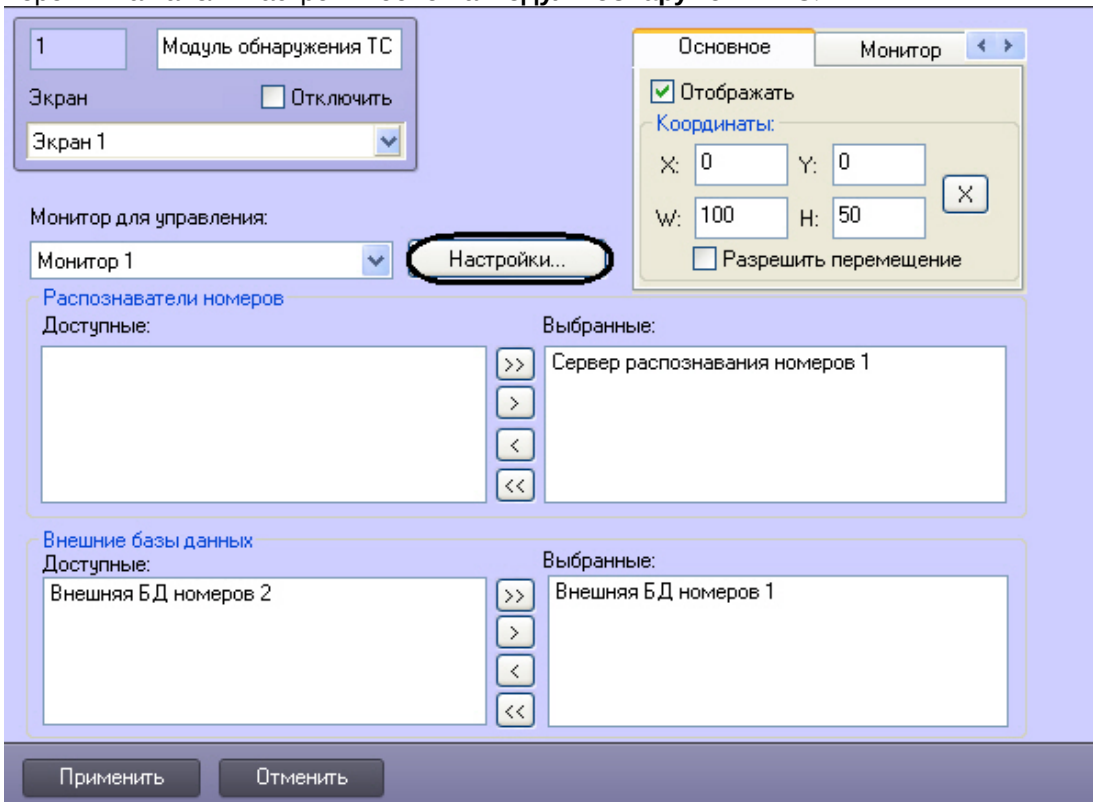 1
Модуль обнаружения ТС
Экран
Отключить
Экран 1
Основное
Монитор
Отображать
Координаты:
X: 0 Y: 0
X
W: 100 H: 50
Разрешить перемещение
Монитор для управления:
Монитор 1
Настройки...
Распознаватели номеров
Доступные:
Выбранные:
Сервер распознавания номеров 1
>>
>
<
<<
Внешние базы данных
Доступные:
Выбранные:
Внешняя БД номеров 2
Внешняя БД номеров 1
>>
>
<
<<
Применить
Отменить